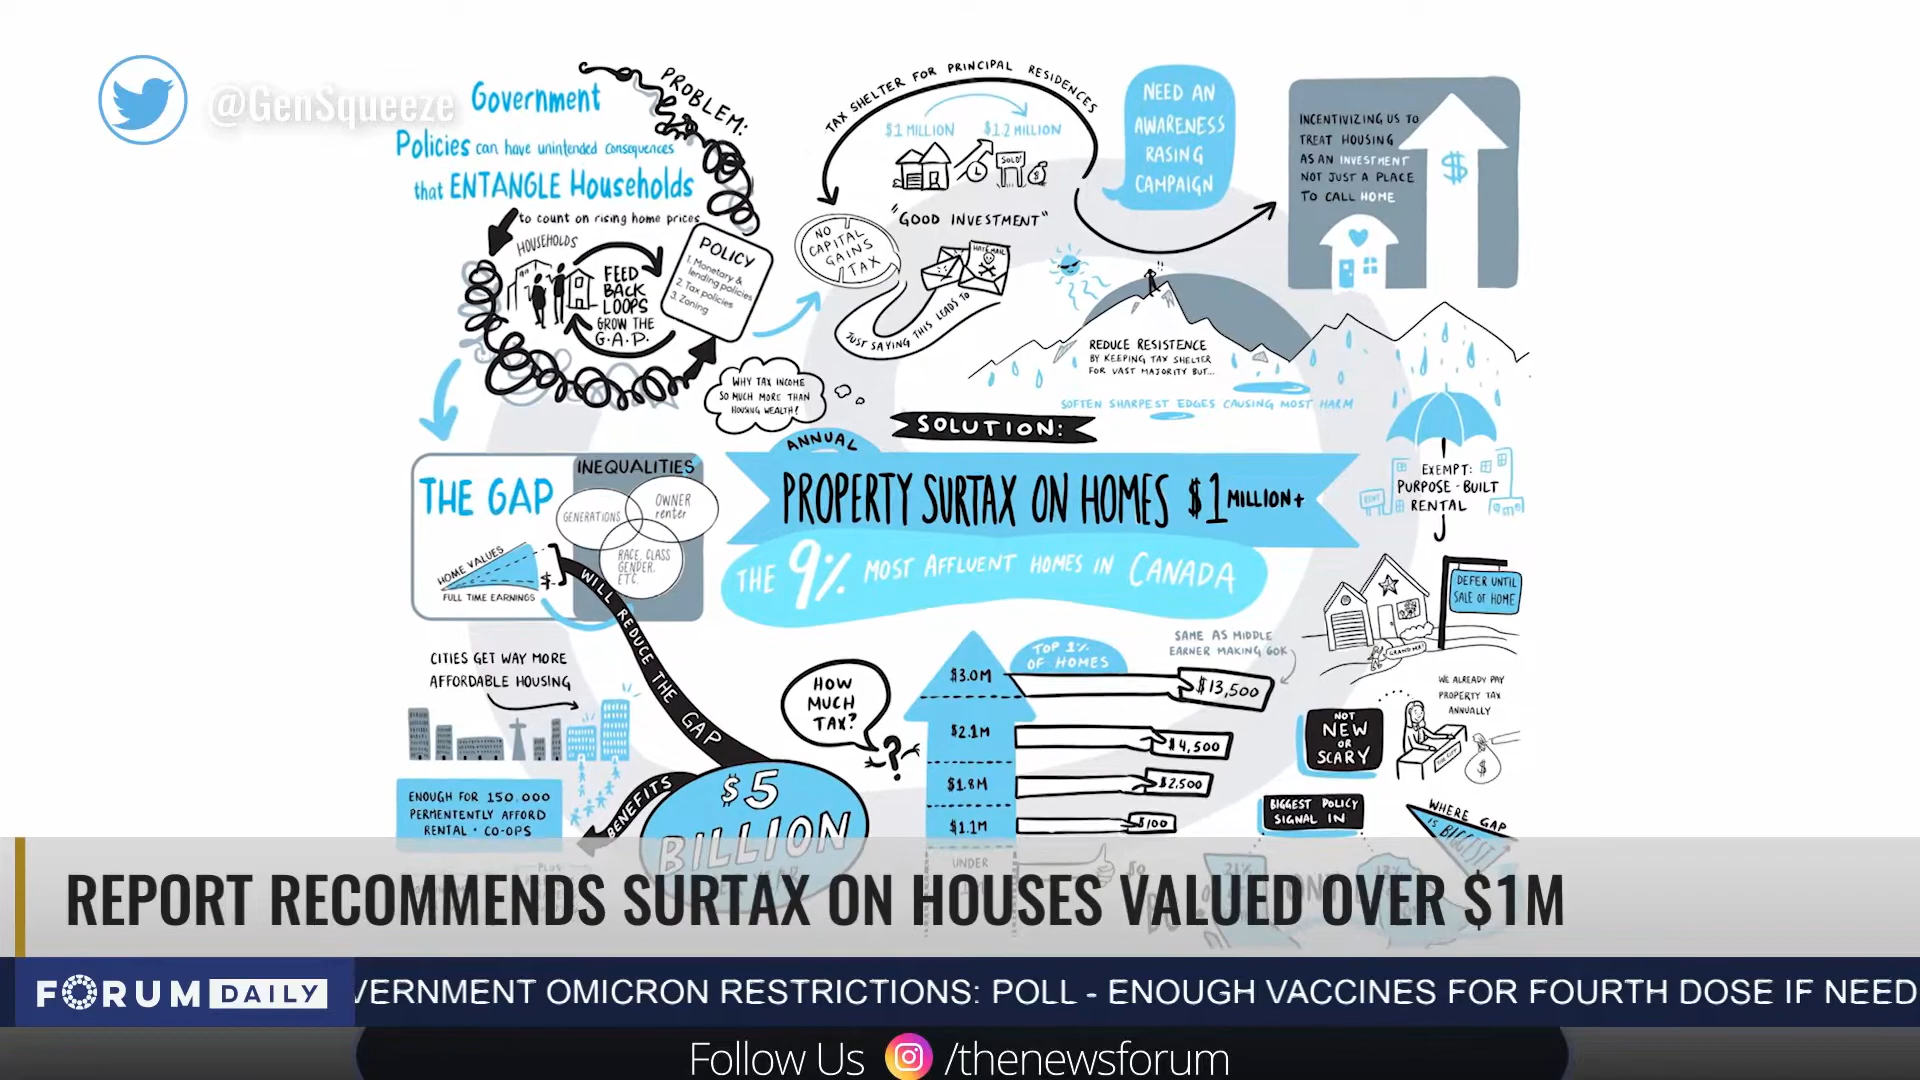 @GenSqueeze
Government
Policies can have unintended consequences
that ENTANGLE Households
to count on rising home prices
PROBLEM:
HOUSEHOLDS
FEED
BACK
LOOPS
GROW THE
G.A.P.
POLICY
1. Monetary &
lending policies
2. Tax policies
3. Zoning
TAX SHELTER FOR PRINCIPAL RESIDENCES
$1 MILLION
$1.2 MILLION
SOLD!
"GOOD INVESTMENT"
NO
CAPITAL
GAINS
TAX
HATE MAIL
JUST SAYING THIS LEADS TO
NEED AN
AWARENESS
RASING
CAMPAIGN
INCENTIVIZING US TO
TREAT HOUSING
AS AN INVESTMENT
NOT JUST A PLACE
TO CALL HOME
$
REDUCE RESISTENCE
BY KEEPING TAX SHELTER
FOR VAST MAJORITY BUT...
SOFTEN SHARPEST EDGES CAUSING MOST HARM
WHY TAX INCOME
SO MUCH MORE THAN
HOUSING WEALTH?
SOLUTION:
ANNUAL
PROPERTY SURTAX ON HOMES $1 MILLION+
THE 9% MOST AFFLUENT HOMES IN CANADA
EXEMPT:
PURPOSE-BUILT
RENTAL
RENT
THE GAP
INEQUALITIES
GENERATIONS
OWNER
renter
RACE, CLASS
GENDER,
ETC.
HOME VALUES
$
FULL TIME EARNINGS
WILL REDUCE THE GAP
DEFER UNTIL
SALE OF HOME
CITIES GET WAY MORE
AFFORDABLE HOUSING
HOW
MUCH
TAX?
?
TOP 1%
OF HOMES
SAME AS MIDDLE
EARNER MAKING 60K
$3.0M
$13,500
$2.1M
$4,500
$1.8M
$2,500
$1.1M
$100
UNDER
WE ALREADY PAY
PROPERTY TAX
ANNUALLY
NOT
NEW
OR
SCARY
$
BIGGEST POLICY
SIGNAL IN
WHERE GAP
IS BIGGEST
ENOUGH FOR 150.000
PERMENTENTLY AFFORD
RENTAL • CO-OPS
BENEFITS
$5
BILLION
PLUS
SO
21%
ON
REPORT RECOMMENDS SURTAX ON HOUSES VALUED OVER $1M
FORUM DAILY
VERNMENT OMICRON RESTRICTIONS: POLL - ENOUGH VACCINES FOR FOURTH DOSE IF NEED
Follow Us /thenewsforum